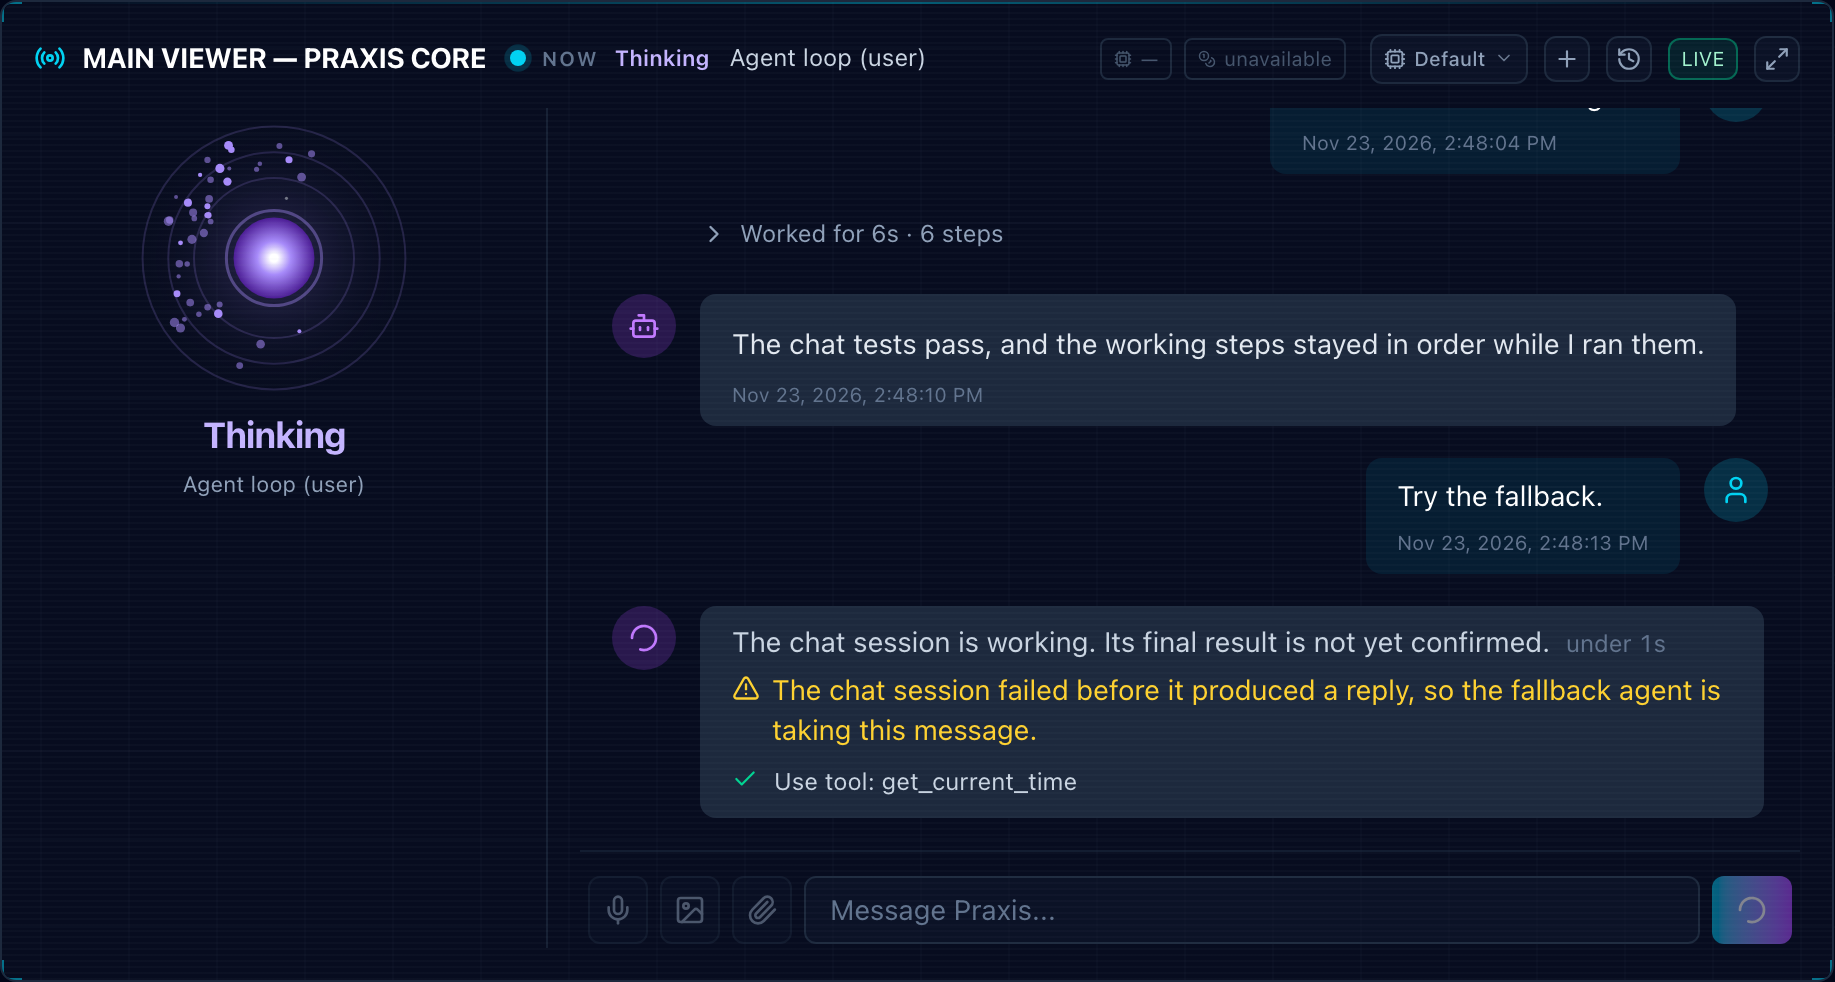 MAIN VIEWER — PRAXIS CORE NOW Thinking Agent loop (user) — unavailable Default LIVE
Nov 23, 2026, 2:48:04 PM
Worked for 6s · 6 steps
The chat tests pass, and the working steps stayed in order while I ran them.
Nov 23, 2026, 2:48:10 PM
Thinking
Agent loop (user)
Try the fallback.
Nov 23, 2026, 2:48:13 PM
The chat session is working. Its final result is not yet confirmed. under 1s
The chat session failed before it produced a reply, so the fallback agent is
taking this message.
Use tool: get_current_time
Message Praxis...